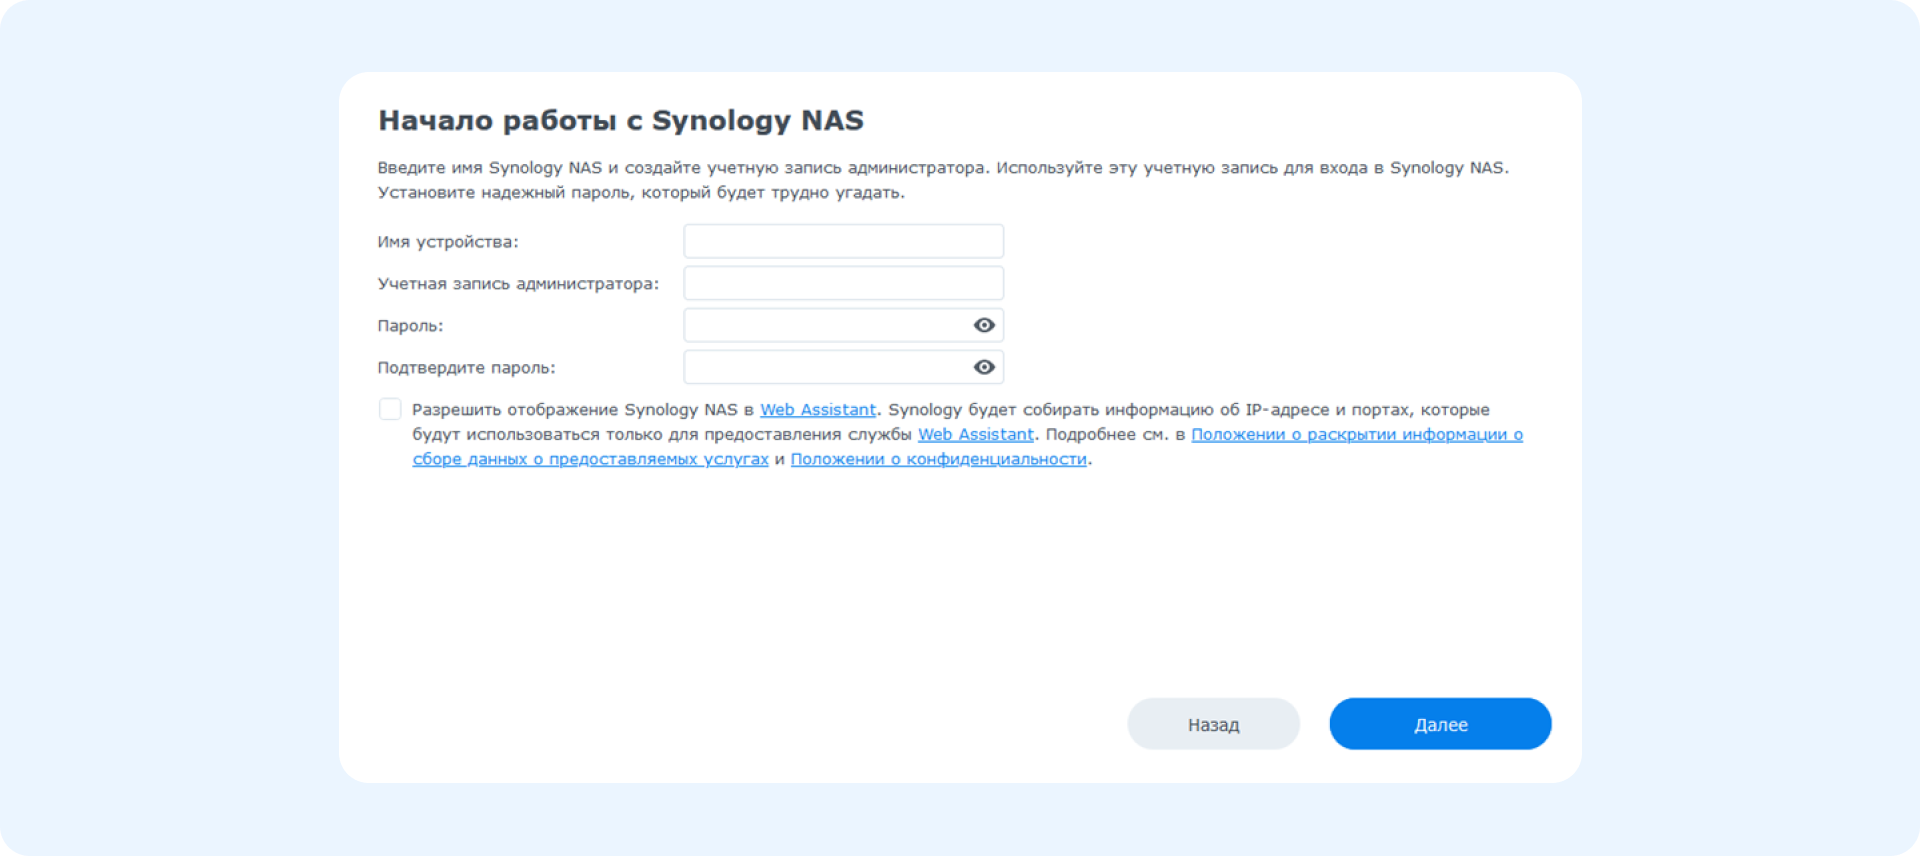 Начало работы с Synology NAS
Введите имя Synology NAS и создайте учетную запись администратора. Используйте эту учетную запись для входа в Synology NAS.
Установите надежный пароль, который будет трудно угадать.
Имя устройства:
Учетная запись администратора:
Пароль:
Подтвердите пароль:
Разрешить отображение Synology NAS в Web Assistant. Synology будет собирать информацию об IP-адресе и портах, которые
будут использоваться только для предоставления службы Web Assistant. Подробнее см. в Положении о раскрытии информации о
сборе данных о предоставляемых услугах и Положении о конфиденциальности.
Назад
Далее